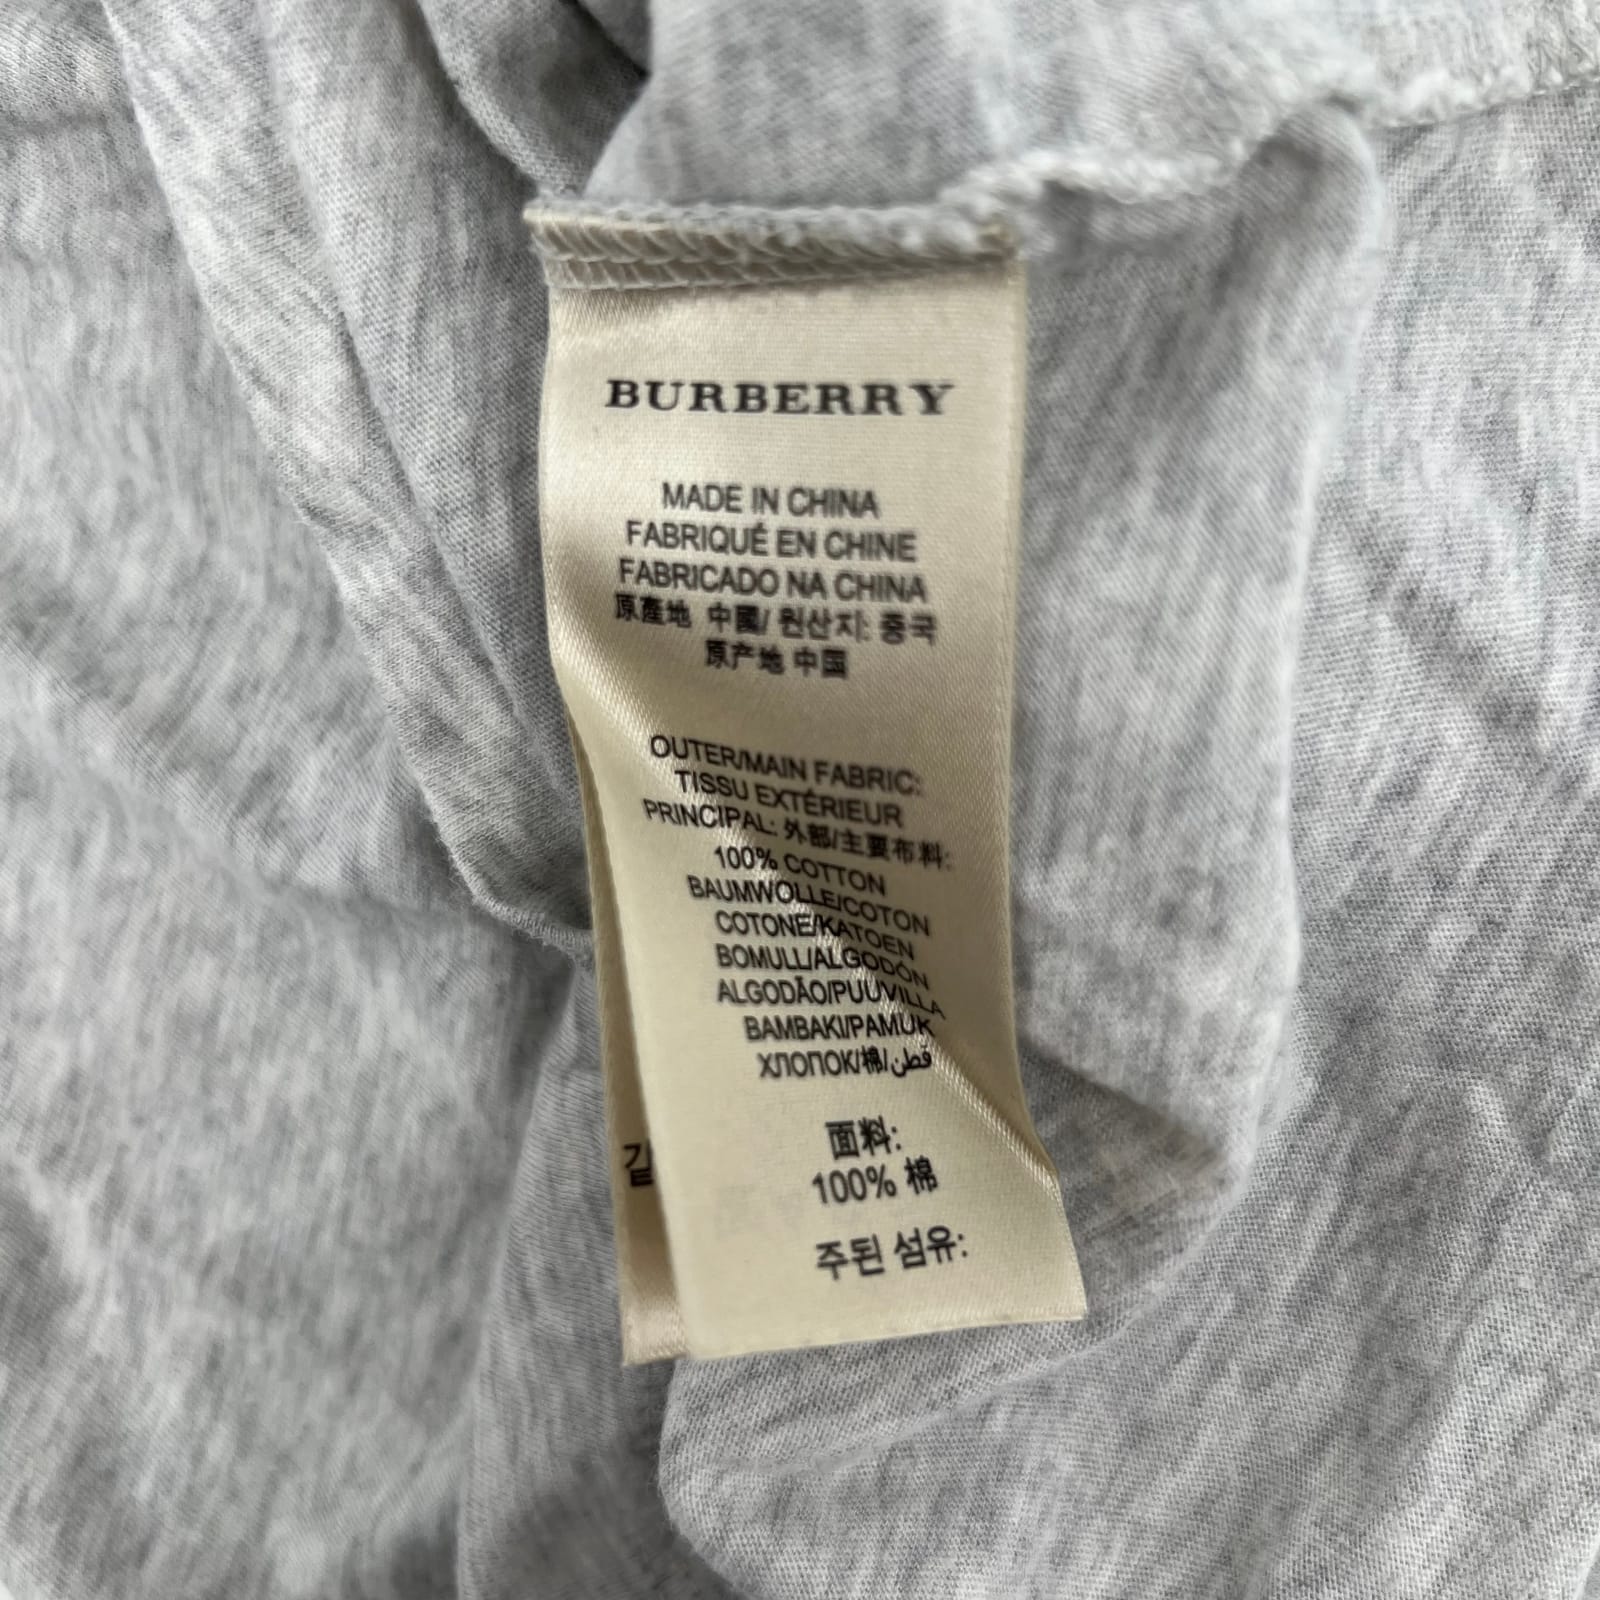 BURBERRY
MADE IN CHINA
FABRIQUÉ EN CHINE
FABRICADO NA CHINA
原產地 中國/ 원산지: 중국
原产地 中国
OUTER/MAIN FABRIC:
TISSU EXTÉRIEUR
PRINCIPAL: 外部/主要布料:
100% COTTON
BAUMWOLLE/COTON
COTONE/KATOEN
BOMULL/ALGODÓN
ALGODÃO/PUUVILLA
BAMBAKI/PAMUK
ХЛОПОК/棉/قطن
面料:
100% 棉
주된 섬유: